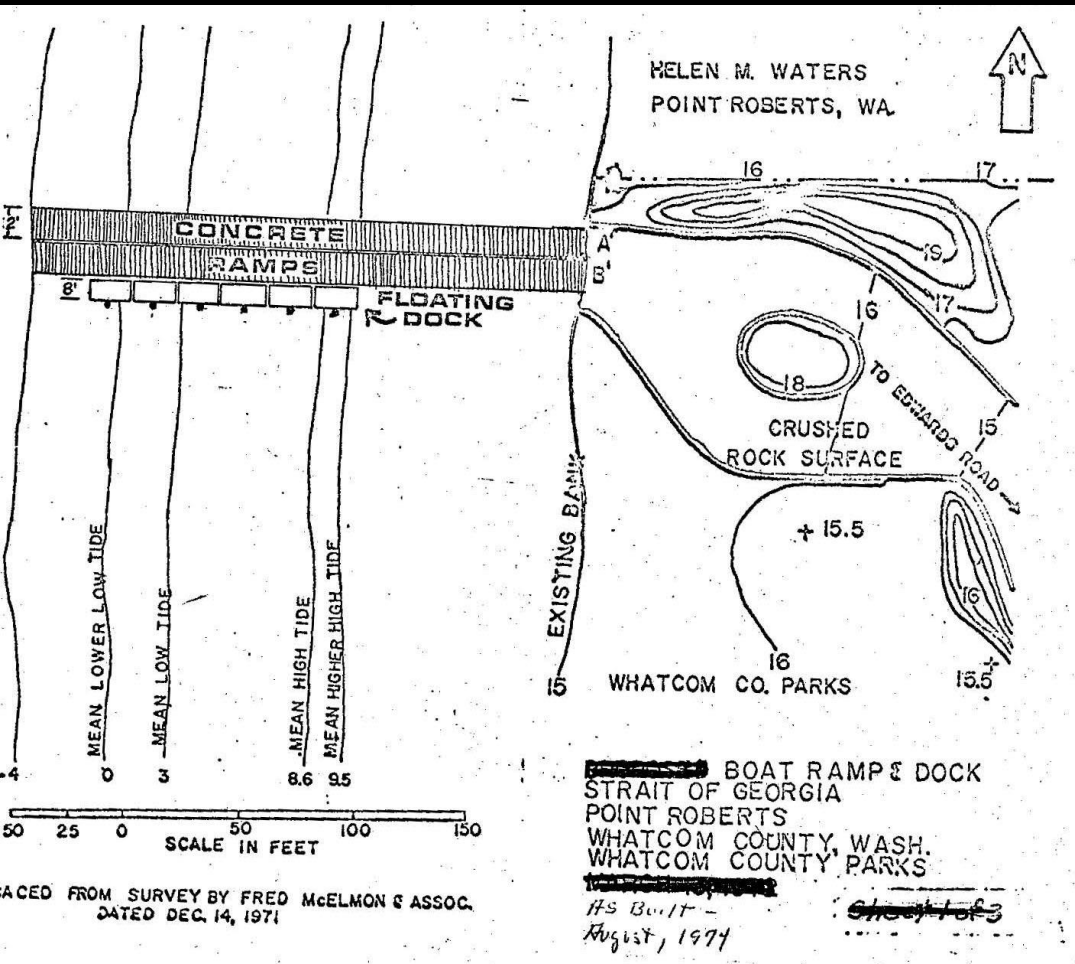 HELEN M. WATERS
POINT ROBERTS, WA.
N
16
17
12'
CONCRETE
RAMPS
A'
B'
19
8'
FLOATING
DOCK
16
17
18
TO EDWARDS ROAD
15
CRUSHED
ROCK SURFACE
+ 15.5
EXISTING BANK
MEAN LOWER LOW TIDE
MEAN LOW TIDE
MEAN HIGH TIDE
MEAN HIGHER HIGH TIDE
16
16
15.5
15
WHATCOM CO. PARKS
-4
0
3
8.6
9.5
50 25 0 50 100 150
SCALE IN FEET
BOAT RAMP & DOCK
STRAIT OF GEORGIA
POINT ROBERTS
WHATCOM COUNTY, WASH.
WHATCOM COUNTY PARKS
ACED FROM SURVEY BY FRED McELMON & ASSOC.
DATED DEC. 14, 1971
As Built -
August, 1974
Sheet 1 of 3